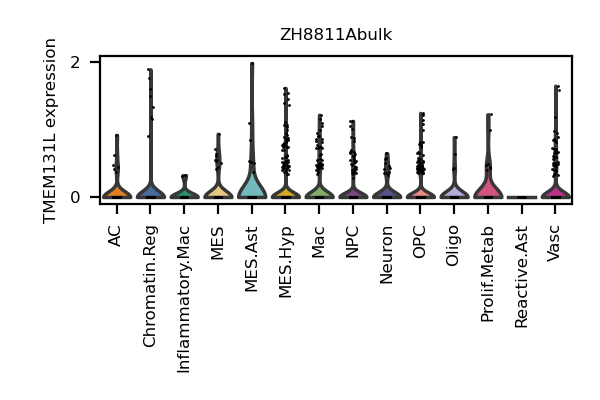 ZH8811Abulk
TMEM131L expression
2
0
AC
Chromatin.Reg
Inflammatory.Mac
MES
MES.Ast
MES.Hyp
Mac
NPC
Neuron
OPC
Oligo
Prolif.Metab
Reactive.Ast
Vasc